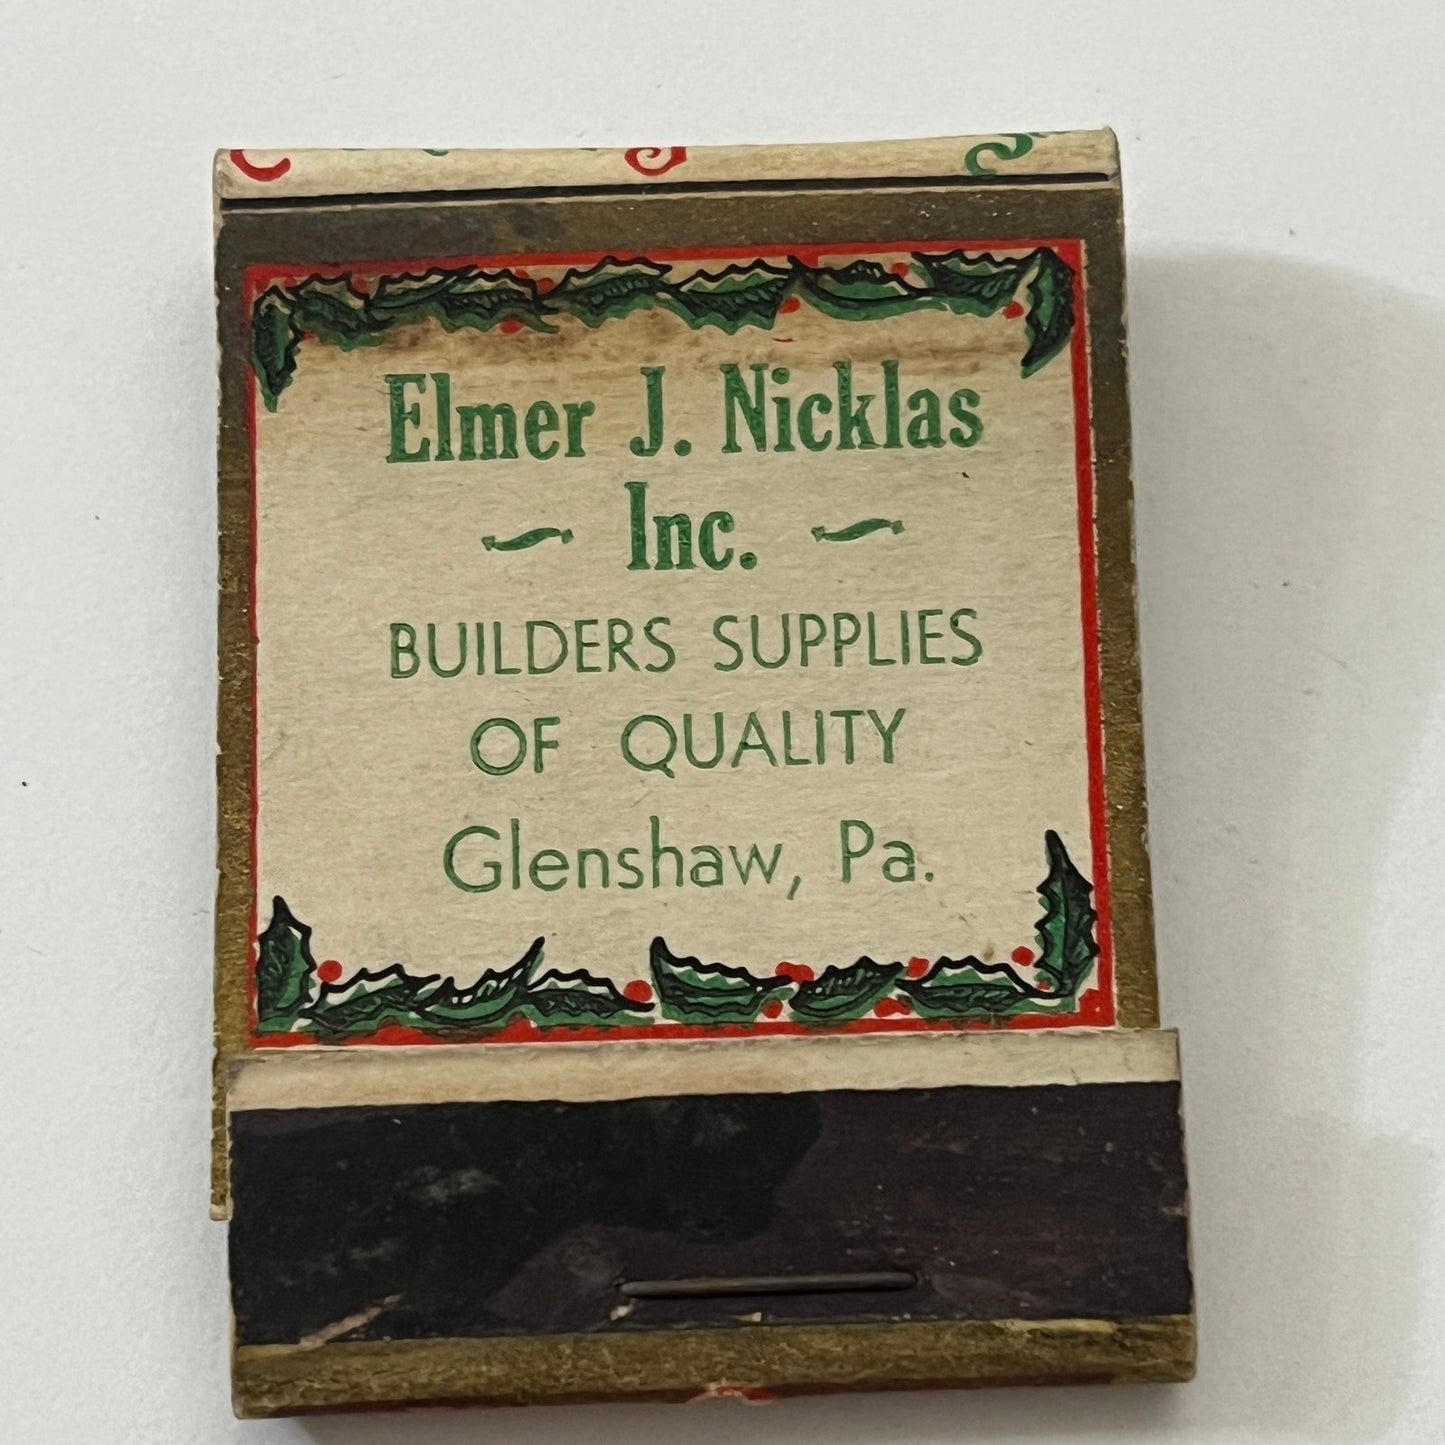 Elmer J. Nicklas
Inc.
BUILDERS SUPPLIES
OF QUALITY
Glenshaw, Pa.